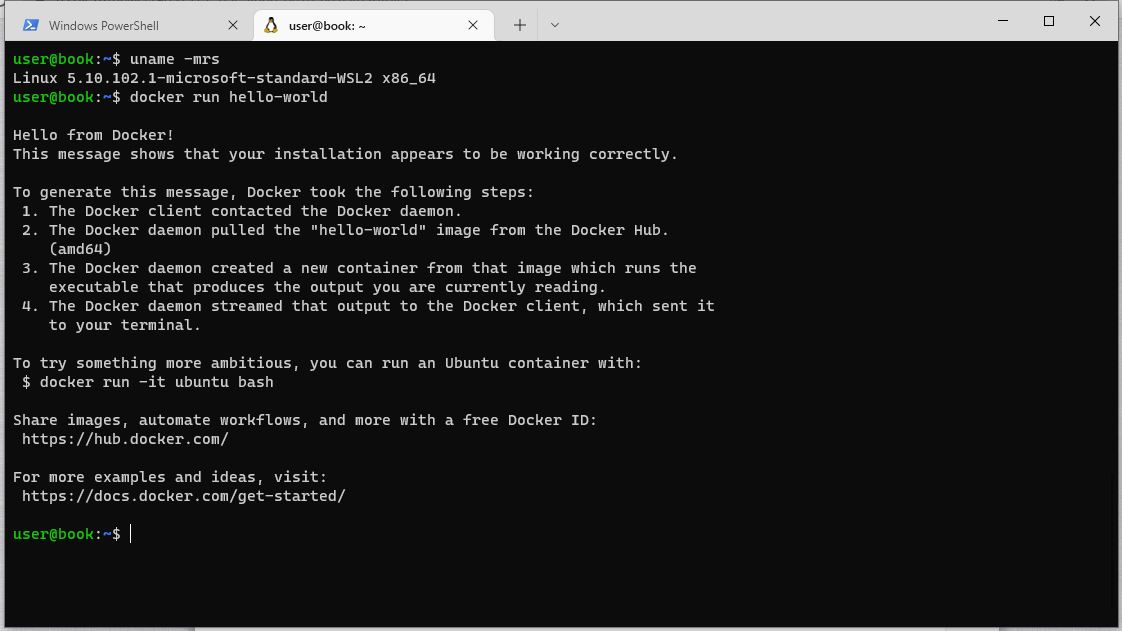 Windows PowerShell
user@book: ~
user@book:~$ uname -mrs
Linux 5.10.102.1-microsoft-standard-WSL2 x86_64
user@book:~$ docker run hello-world
Hello from Docker!
This message shows that your installation appears to be working correctly.
To generate this message, Docker took the following steps:
1. The Docker client contacted the Docker daemon.
2. The Docker daemon pulled the "hello-world" image from the Docker Hub.
(amd64)
3. The Docker daemon created a new container from that image which runs the
executable that produces the output you are currently reading.
4. The Docker daemon streamed that output to the Docker client, which sent it
to your terminal.
To try something more ambitious, you can run an Ubuntu container with:
$ docker run -it ubuntu bash
Share images, automate workflows, and more with a free Docker ID:
https://hub.docker.com/
For more examples and ideas, visit:
https://docs.docker.com/get-started/
user@book:~$